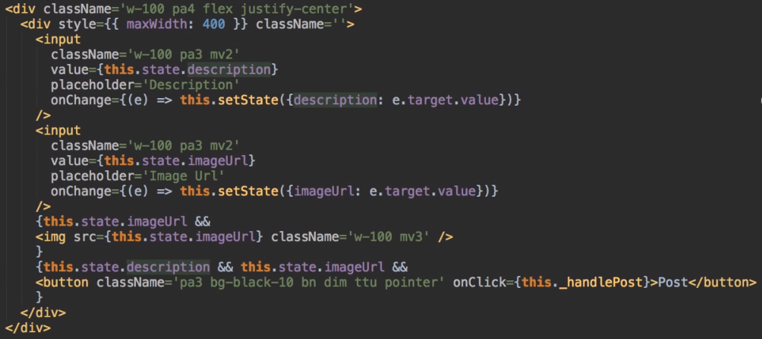 <div className='w-100 pa4 flex justify-center'>
  <div style={{ maxWidth: 400 }} className=''>
    <input
      className='w-100 pa3 mv2'
      value={this.state.description}
      placeholder='Description'
      onChange={(e) => this.setState({description: e.target.value})}
    />
    <input
      className='w-100 pa3 mv2'
      value={this.state.imageUrl}
      placeholder='Image Url'
      onChange={(e) => this.setState({imageUrl: e.target.value})}
    />
    {this.state.imageUrl &&
    <img src={this.state.imageUrl} className='w-100 mv3' />
    }
    {this.state.description && this.state.imageUrl &&
    <button className='pa3 bg-black-10 bn dim ttu pointer' onClick={this._handlePost}>Post</button>
    }
  </div>
</div>